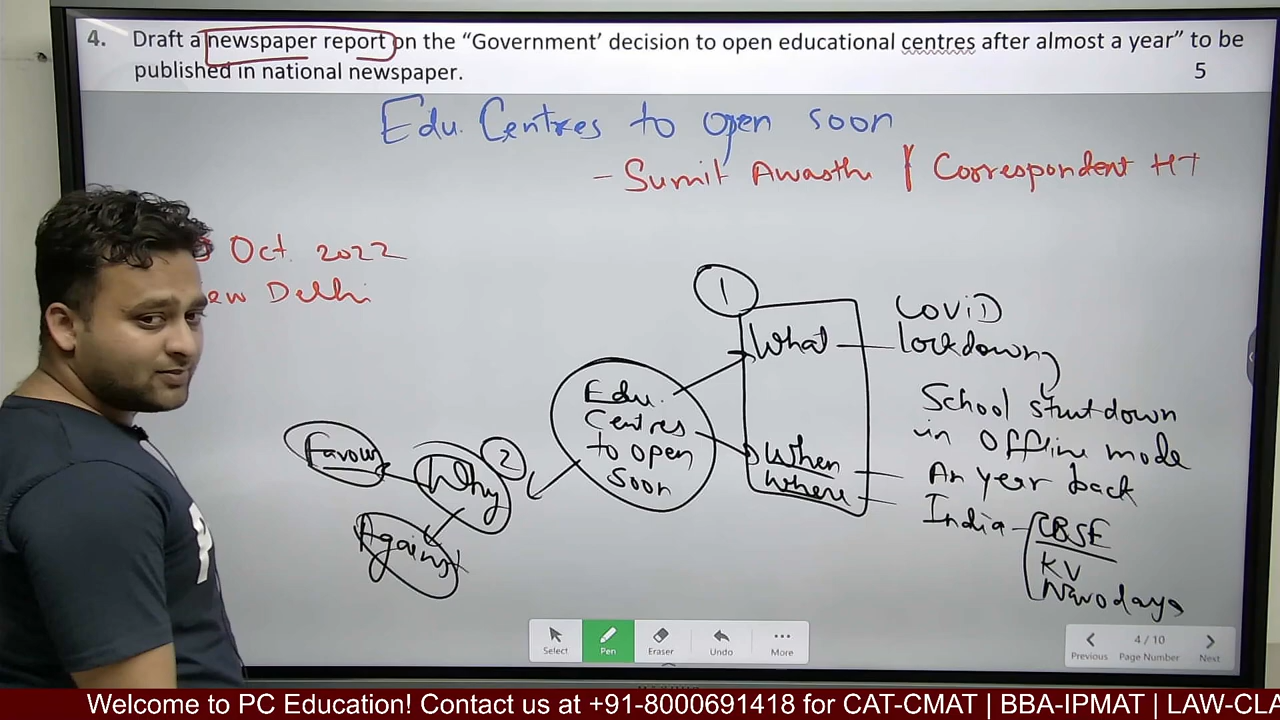 4. Draft a newspaper report on the “Government’ decision to open educational centres after almost a year” to be
published in national newspaper. 5
Edu. Centres to open soon
- Sumit Awasthi | Correspondent HT
Oct. 2022
ew Delhi
1
What
COVID
lockdown
School shutdown
in Offline mode
When
An year back
Where
India - CBSE
KV
Navodaya
Edu.
Centres
to open
Soon
2
Why
Favour
Against
Select
Pen
Eraser
Undo
More
4 / 10
Previous Page Number Next
Welcome to PC Education! Contact us at +91-8000691418 for CAT-CMAT | BBA-IPMAT | LAW-CLA